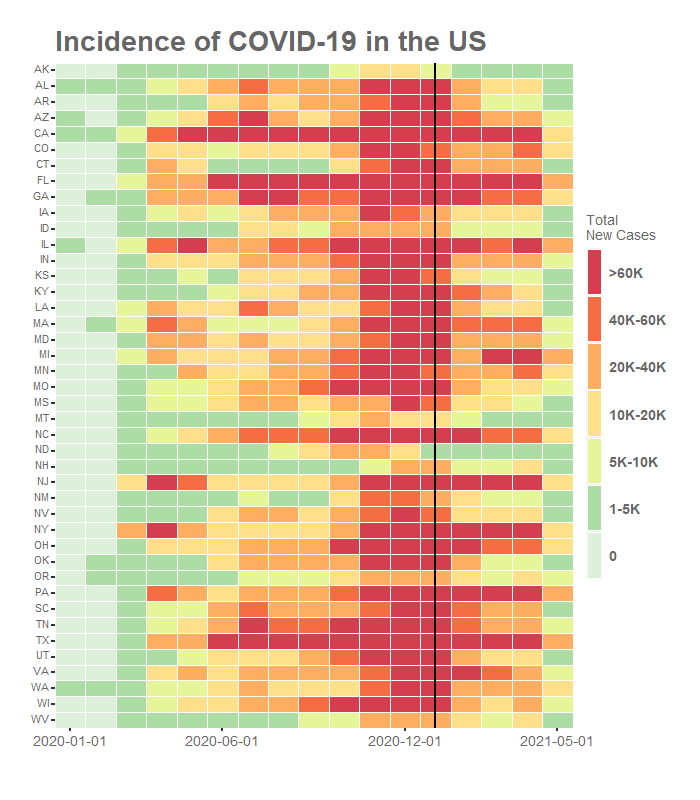 Incidence of COVID-19 in the US
AK
AL
AR
AZ
CA
CO
CT
FL
GA
IA
ID
IL
IN
KS
KY
LA
MA
MD
MI
MN
MO
MS
MT
NC
ND
NH
NJ
NM
NV
NY
OH
OK
OR
PA
SC
TN
TX
UT
VA
WA
WI
WV
2020-01-01 2020-06-01 2020-12-01 2021-05-01
Total
New Cases
>60K
40K-60K
20K-40K
10K-20K
5K-10K
1-5K
0